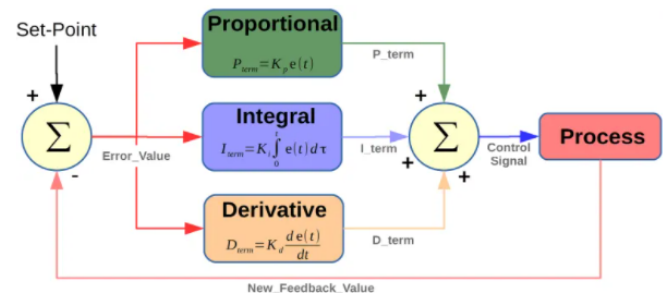 Set-Point
+
Σ
-
Error_Value
Proportional
P_term=K_p e(t)
Integral
I_term=K_i ∫_0^t e(t)dτ
Derivative
D_term=K_d de(t)/dt
P_term
I_term
D_term
+
+
+
Σ
Control
Signal
Process
New_Feedback_Value